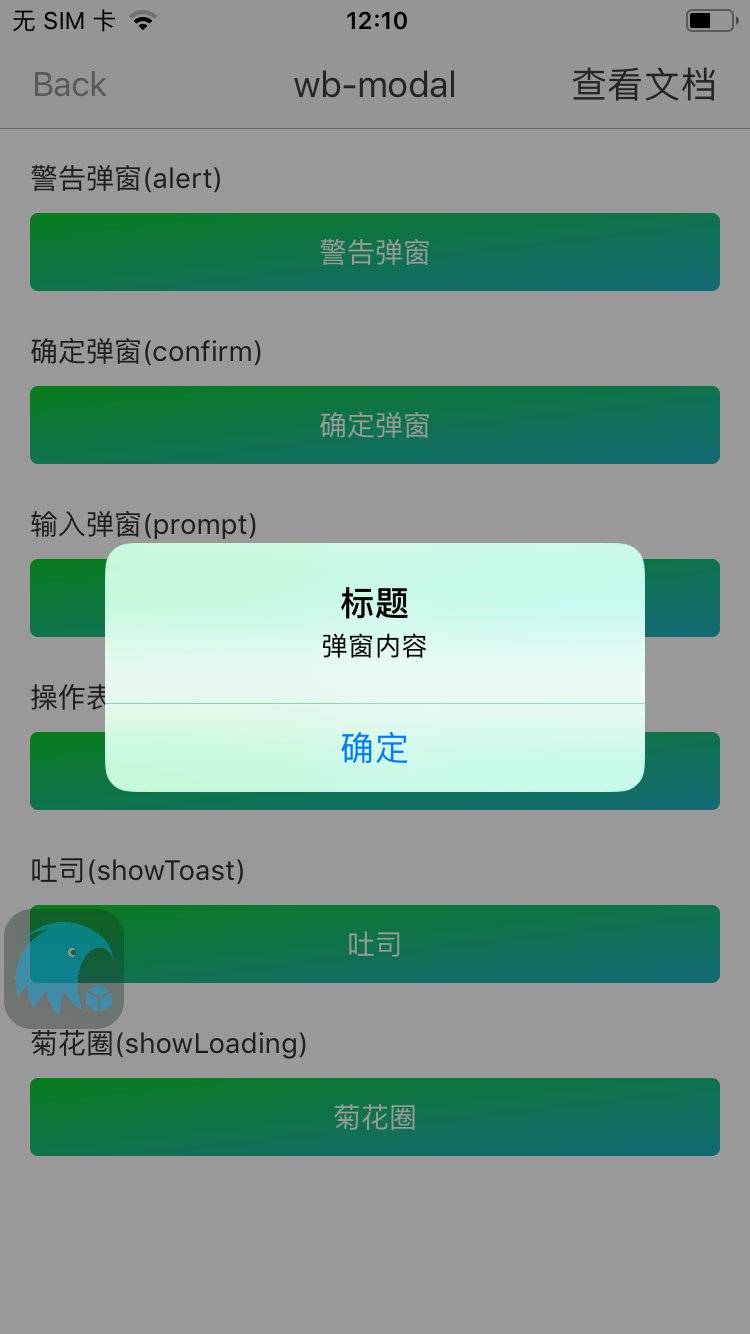 无 SIM 卡
12:10
Back
wb-modal
查看文档
警告弹窗(alert)
警告弹窗
确定弹窗(confirm)
确定弹窗
输入弹窗(prompt)
标题
弹窗内容
操作表
确定
吐司(showToast)
吐司
菊花圈(showLoading)
菊花圈